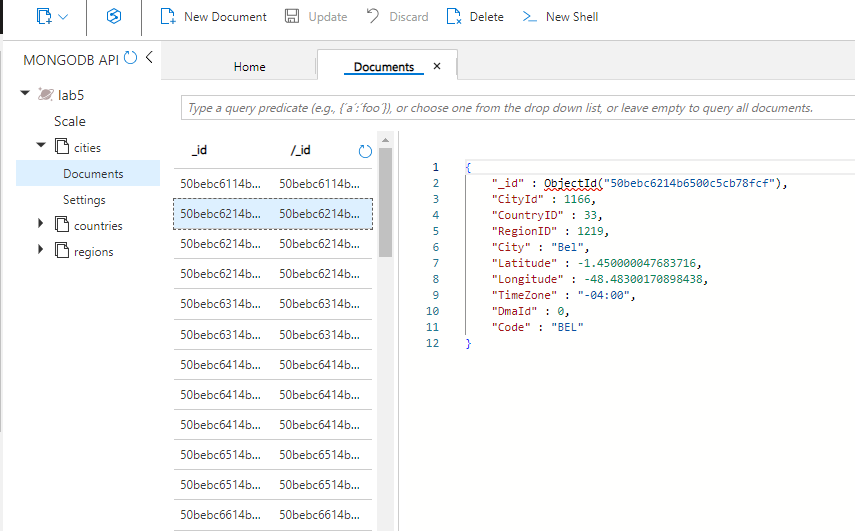 New Document Update Discard Delete New Shell
MONGODB API
Home Documents
lab5
Scale
cities
Documents
Settings
countries
regions
Type a query predicate (e.g., {´a´:´foo´}), or choose one from the drop down list, or leave empty to query all documents.
_id /_id
50bebc6114b... 50bebc6114b...
50bebc6214b... 50bebc6214b...
50bebc6214b... 50bebc6214b...
50bebc6214b... 50bebc6214b...
50bebc6314b... 50bebc6314b...
50bebc6314b... 50bebc6314b...
50bebc6414b... 50bebc6414b...
50bebc6414b... 50bebc6414b...
50bebc6414b... 50bebc6414b...
50bebc6514b... 50bebc6514b...
50bebc6514b... 50bebc6514b...
50bebc6614b... 50bebc6614b...
1 {
2 "_id" : ObjectId("50bebc6214b6500c5cb78fcf"),
3 "CityId" : 1166,
4 "CountryID" : 33,
5 "RegionID" : 1219,
6 "City" : "Bel",
7 "Latitude" : -1.450000047683716,
8 "Longitude" : -48.48300170898438,
9 "TimeZone" : "-04:00",
10 "DmaId" : 0,
11 "Code" : "BEL"
12 }